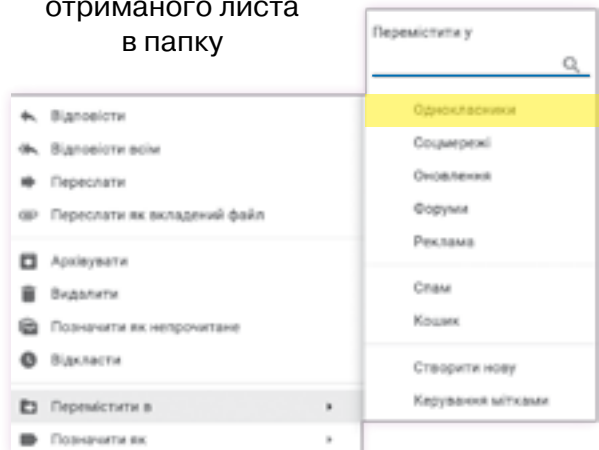 отриманого листа
в папку
Відповісти
Відповісти всім
Переслати
Переслати як вкладений файл
Архівувати
Видалити
Позначити як непрочитане
Відкласти
Перемістити в
Позначити як
Перемістити у
Однокласники
Соцмережі
Оновлення
Форуми
Реклама
Спам
Кошик
Створити нову
Керування мітками